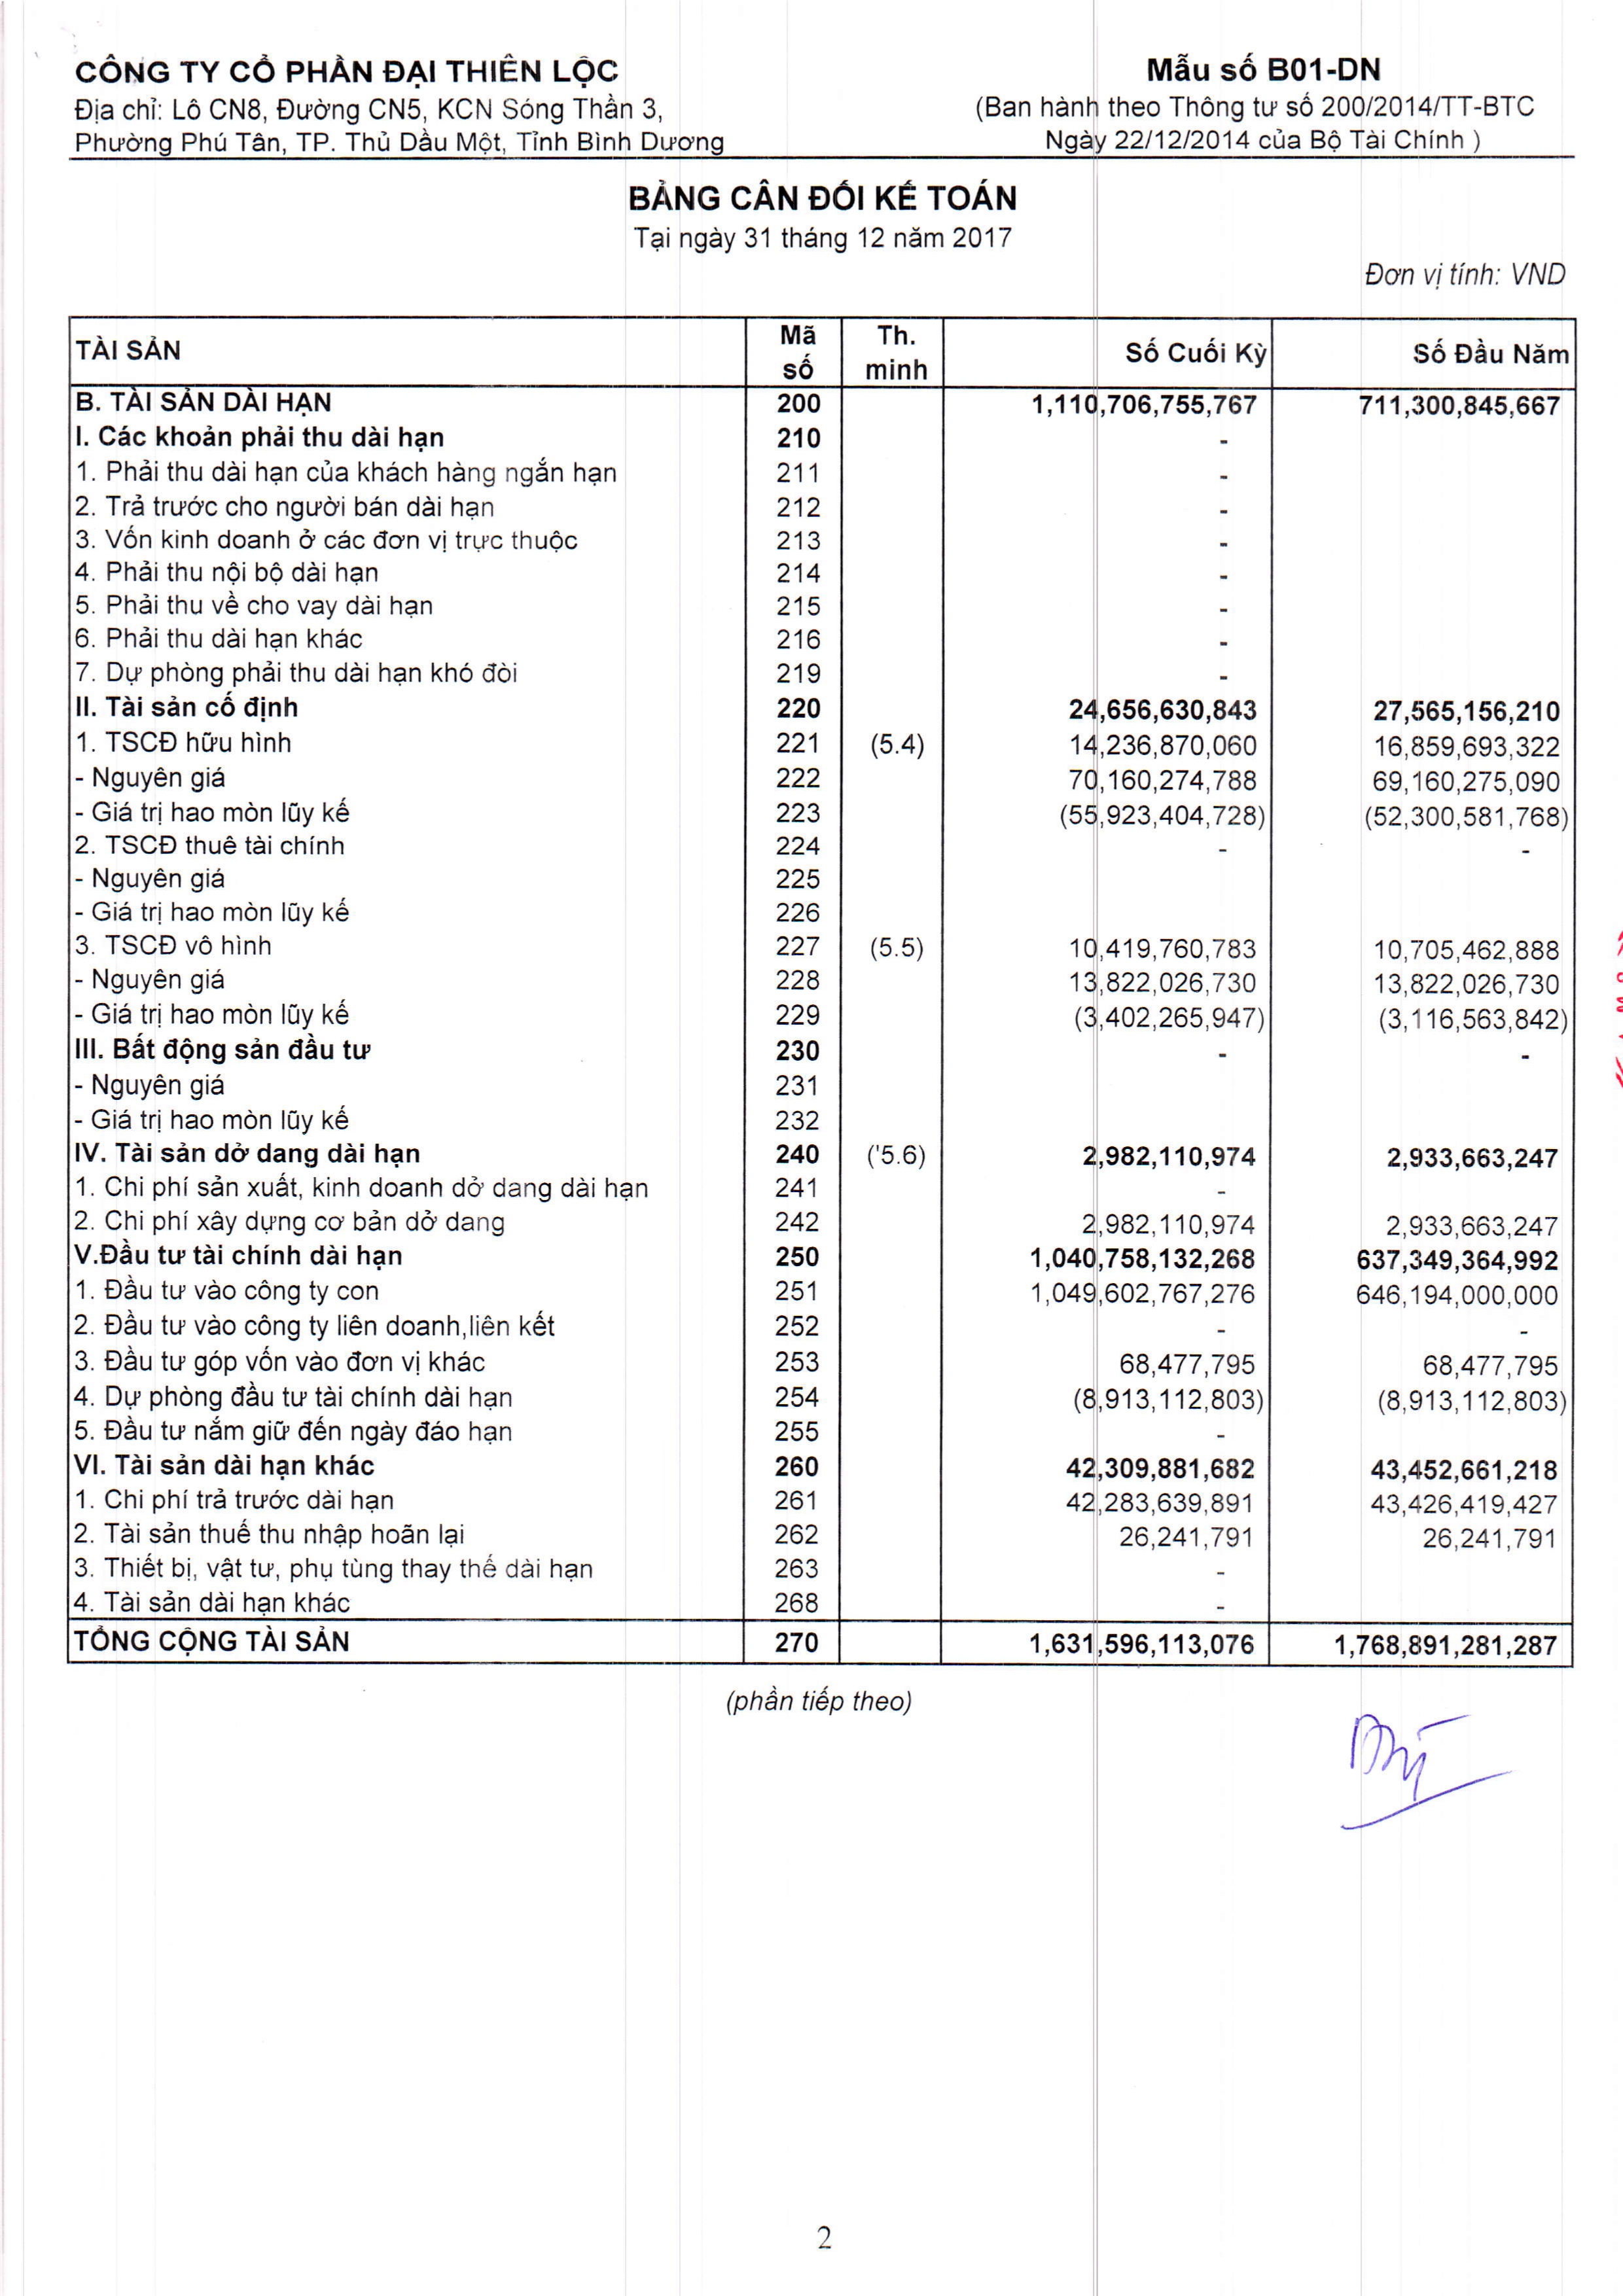 CÔNG TY CỔ PHẦN ĐẠI THIÊN LỘC
Địa chỉ: Lô CN8, Đường CN5, KCN Sóng Thần 3,
Phường Phú Tân, TP. Thủ Dầu Một, Tỉnh Bình Dương
Mẫu số B01-DN
(Ban hành theo Thông tư số 200/2014/TT-BTC
Ngày 22/12/2014 của Bộ Tài Chính )
BẢNG CÂN ĐỐI KẾ TOÁN
Tại ngày 31 tháng 12 năm 2017
Đơn vị tính: VND
TÀI SẢN Mã số Th. minh Số Cuối Kỳ Số Đầu Năm
B. TÀI SẢN DÀI HẠN 200 1,110,706,755,767 711,300,845,667
I. Các khoản phải thu dài hạn 210 -
1. Phải thu dài hạn của khách hàng ngắn hạn 211 -
2. Trả trước cho người bán dài hạn 212 -
3. Vốn kinh doanh ở các đơn vị trực thuộc 213 -
4. Phải thu nội bộ dài hạn 214 -
5. Phải thu về cho vay dài hạn 215 -
6. Phải thu dài hạn khác 216 -
7. Dự phòng phải thu dài hạn khó đòi 219 -
II. Tài sản cố định 220 24,656,630,843 27,565,156,210
1. TSCĐ hữu hình 221 (5.4) 14,236,870,060 16,859,693,322
- Nguyên giá 222 70,160,274,788 69,160,275,090
- Giá trị hao mòn lũy kế 223 (55,923,404,728) (52,300,581,768)
2. TSCĐ thuê tài chính 224 - -
- Nguyên giá 225
- Giá trị hao mòn lũy kế 226
3. TSCĐ vô hình 227 (5.5) 10,419,760,783 10,705,462,888
- Nguyên giá 228 13,822,026,730 13,822,026,730
- Giá trị hao mòn lũy kế 229 (3,402,265,947) (3,116,563,842)
III. Bất động sản đầu tư 230 - -
- Nguyên giá 231
- Giá trị hao mòn lũy kế 232
IV. Tài sản dở dang dài hạn 240 ('5.6) 2,982,110,974 2,933,663,247
1. Chi phí sản xuất, kinh doanh dở dang dài hạn 241 -
2. Chi phí xây dựng cơ bản dở dang 242 2,982,110,974 2,933,663,247
V.Đầu tư tài chính dài hạn 250 1,040,758,132,268 637,349,364,992
1. Đầu tư vào công ty con 251 1,049,602,767,276 646,194,000,000
2. Đầu tư vào công ty liên doanh,liên kết 252 - -
3. Đầu tư góp vốn vào đơn vị khác 253 68,477,795 68,477,795
4. Dự phòng đầu tư tài chính dài hạn 254 (8,913,112,803) (8,913,112,803)
5. Đầu tư nắm giữ đến ngày đáo hạn 255 -
VI. Tài sản dài hạn khác 260 42,309,881,682 43,452,661,218
1. Chi phí trả trước dài hạn 261 42,283,639,891 43,426,419,427
2. Tài sản thuế thu nhập hoãn lại 262 26,241,791 26,241,791
3. Thiết bị, vật tư, phụ tùng thay thế dài hạn 263 -
4. Tài sản dài hạn khác 268 -
TỔNG CỘNG TÀI SẢN 270 1,631,596,113,076 1,768,891,281,287
(phần tiếp theo)
2